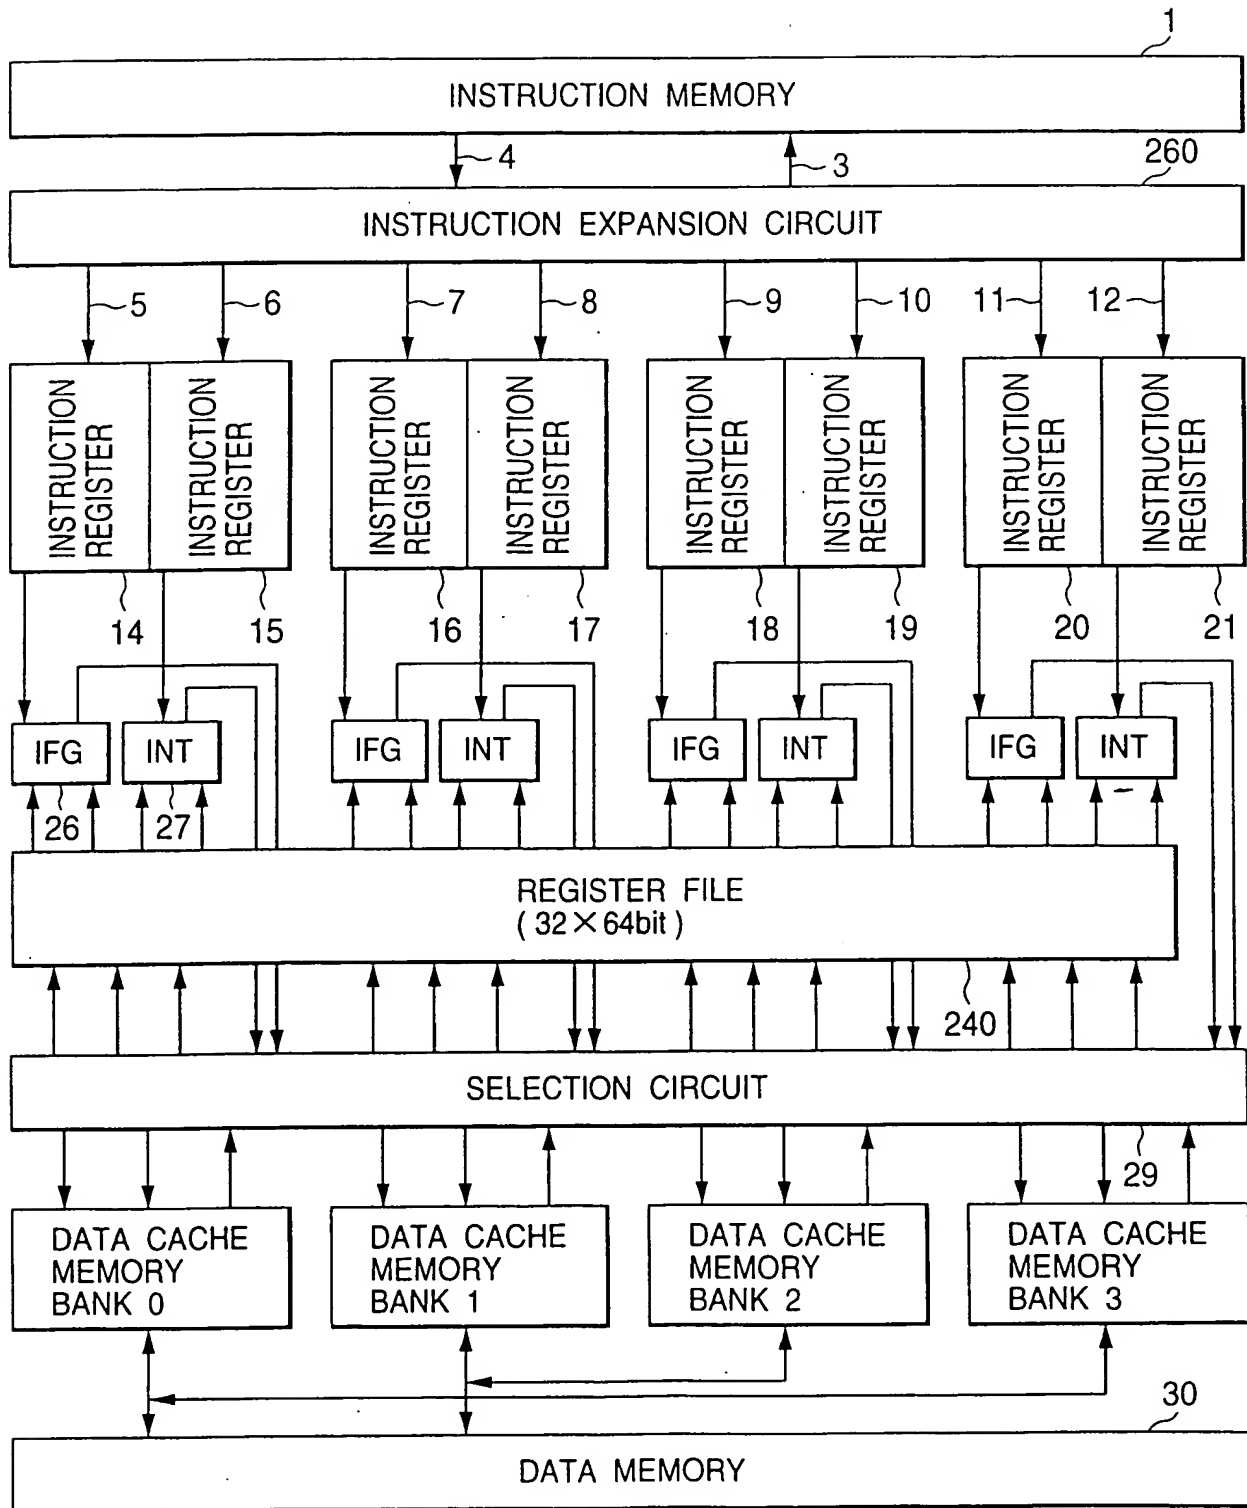 1
INSTRUCTION MEMORY
4
3
260
INSTRUCTION EXPANSION CIRCUIT
5
6
7
8
9
10
11
12
INSTRUCTION
REGISTER
INSTRUCTION
REGISTER
INSTRUCTION
REGISTER
INSTRUCTION
REGISTER
INSTRUCTION
REGISTER
INSTRUCTION
REGISTER
INSTRUCTION
REGISTER
INSTRUCTION
REGISTER
14
15
16
17
18
19
20
21
IFG
INT
IFG
INT
IFG
INT
IFG
INT
26
27
REGISTER FILE
(32×64bit)
240
SELECTION CIRCUIT
29
DATA CACHE
MEMORY
BANK 0
DATA CACHE
MEMORY
BANK 1
DATA CACHE
MEMORY
BANK 2
DATA CACHE
MEMORY
BANK 3
30
DATA MEMORY